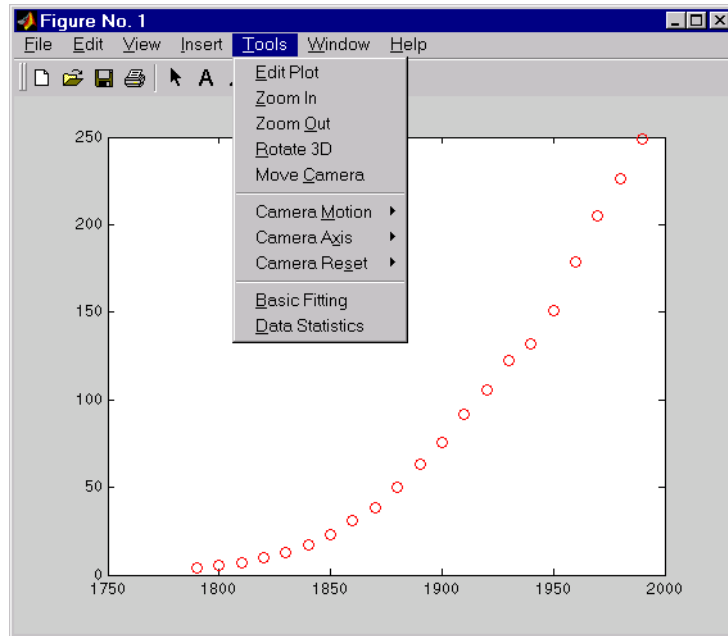 Figure No. 1
File Edit View Insert Tools Window Help
A
Edit Plot
Zoom In
Zoom Out
Rotate 3D
Move Camera
Camera Motion
Camera Axis
Camera Reset
Basic Fitting
Data Statistics
250
200
150
100
50
0
1750 1800 1850 1900 1950 2000